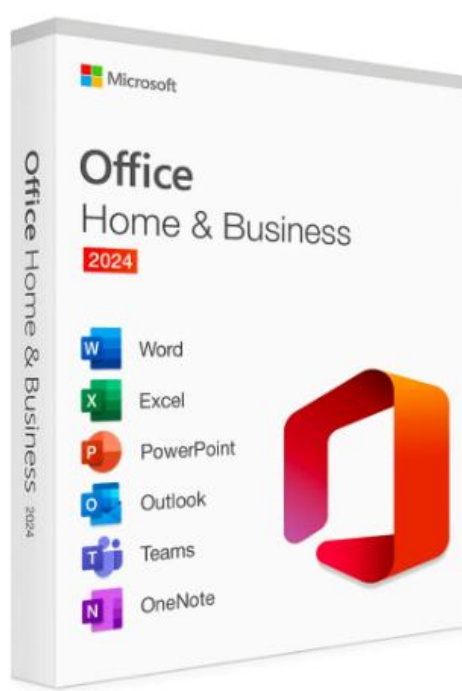 Microsoft
Office
Home & Business
2024
W Word
X Excel
P PowerPoint
O Outlook
T Teams
N OneNote
Office Home & Business 2024